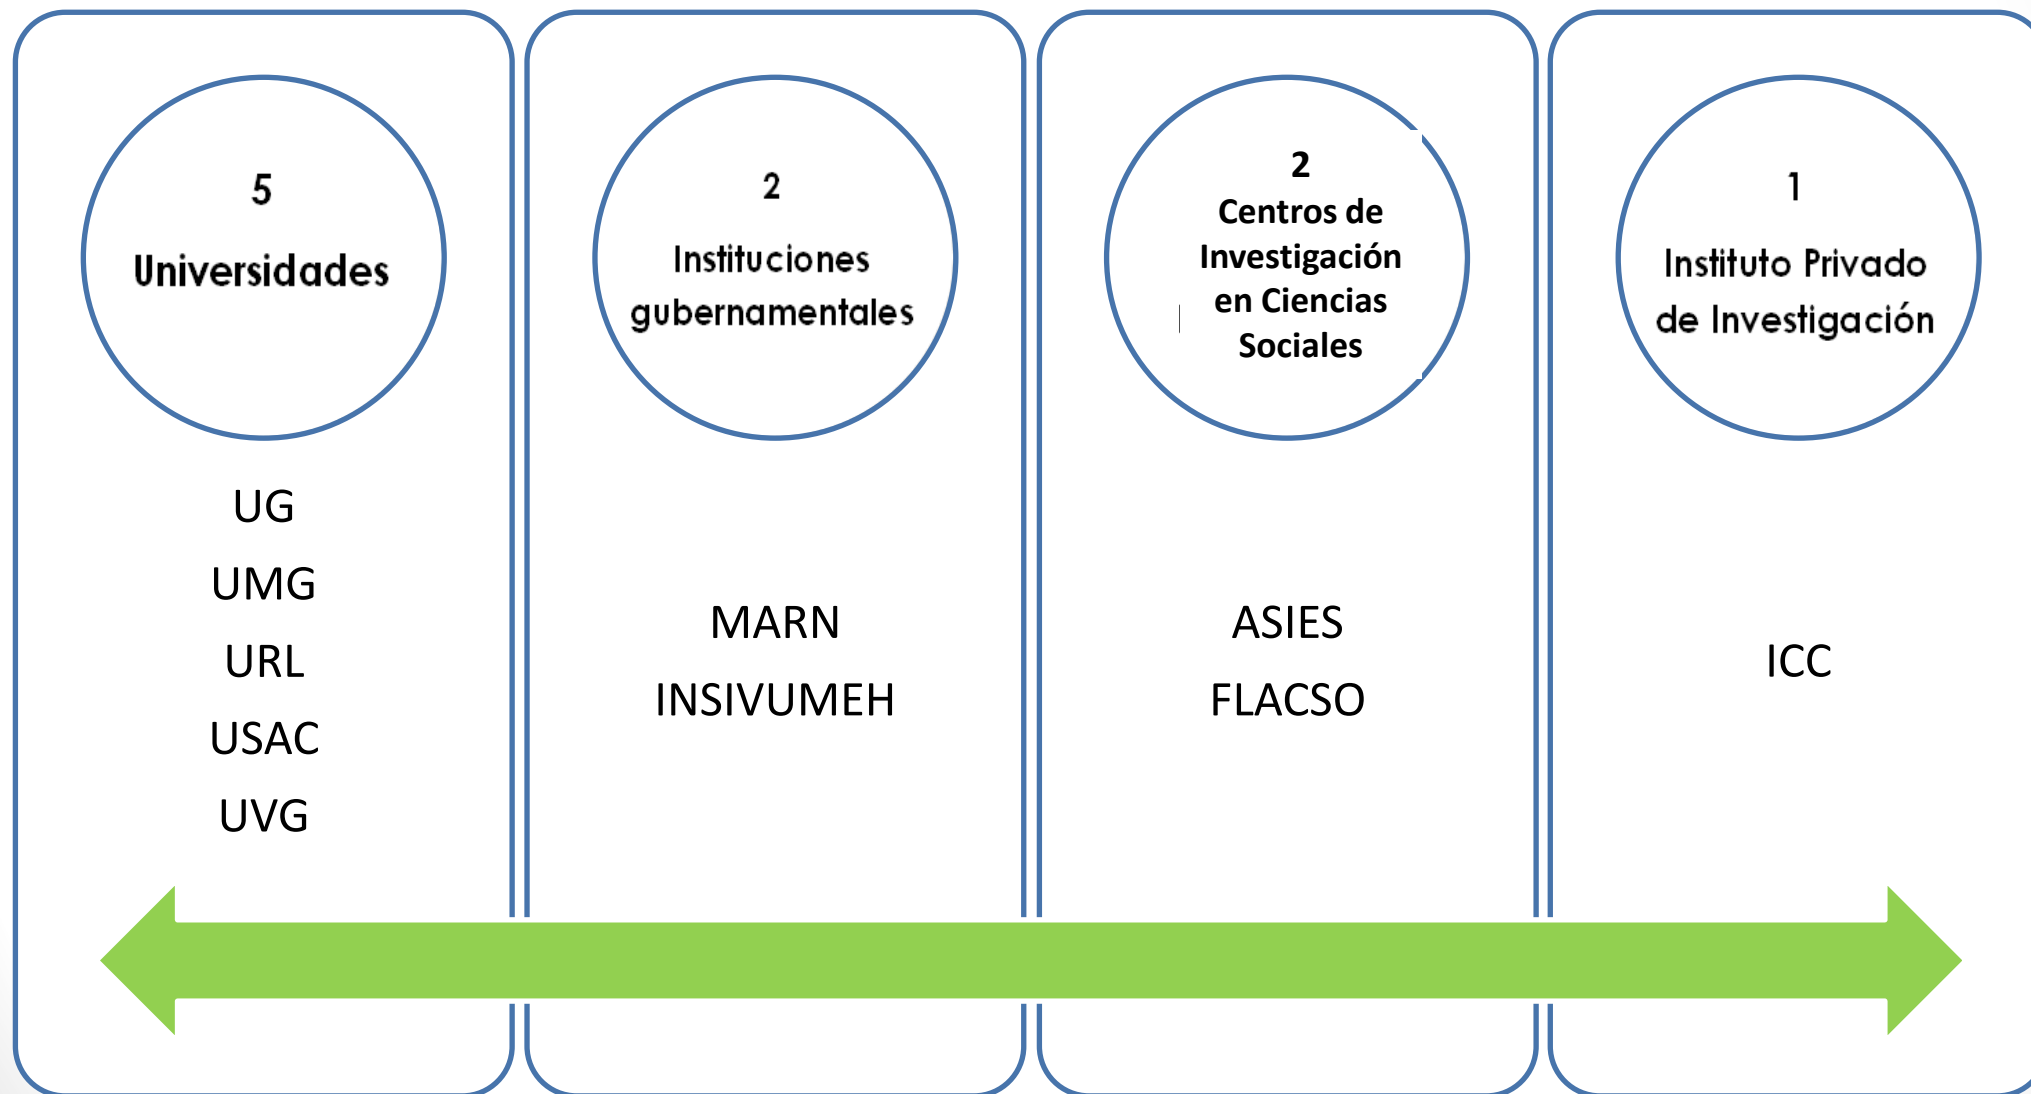 5
Universidades
UG
UMG
URL
USAC
UVG
2
Instituciones
gubernamentales
MARN
INSIVUMEH
2
Centros de
Investigación
en Ciencias
Sociales
ASIES
FLACSO
1
Instituto Privado
de Investigación
ICC